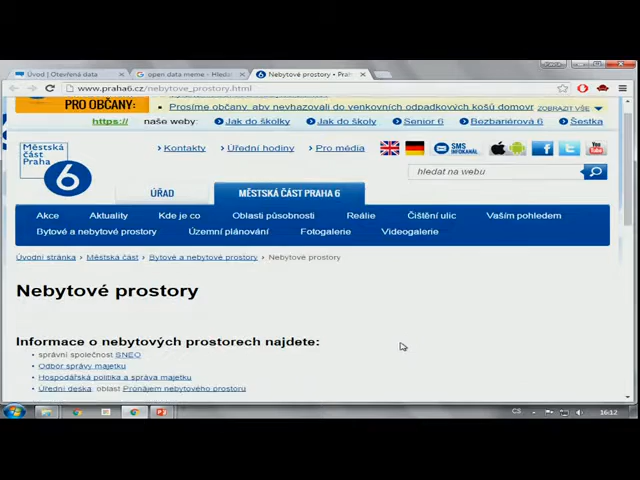 Úvod | Otevřená data
open data meme - Hledat
Nebytové prostory • Prah
www.praha6.cz/nebytove_prostory.html
PRO OBČANY:
Prosíme občany, aby nevhazovali do venkovních odpadkových košů domovní
ZOBRAZIT VŠE
https://
naše weby:
Jak do školky
Jak do školy
Senior 6
Bezbariérová 6
Šestka
Městská
část
Praha
6
Kontakty
Úřední hodiny
Pro média
SMS
INFOKANÁL
You
Tube
hledat na webu
ÚŘAD
MĚSTSKÁ ČÁST PRAHA 6
Akce
Aktuality
Kde je co
Oblasti působnosti
Reálie
Čištění ulic
Vaším pohledem
Bytové a nebytové prostory
Územní plánování
Fotogalerie
Videogalerie
Úvodní stránka › Městská část › Bytové a nebytové prostory › Nebytové prostory
Nebytové prostory
Informace o nebytových prostorech najdete:
• správní společnost SNEO
• Odbor správy majetku
• Hospodářská politika a správa majetku
• Úřední deska, oblast Pronájem nebytového prostoru
CS
16:12